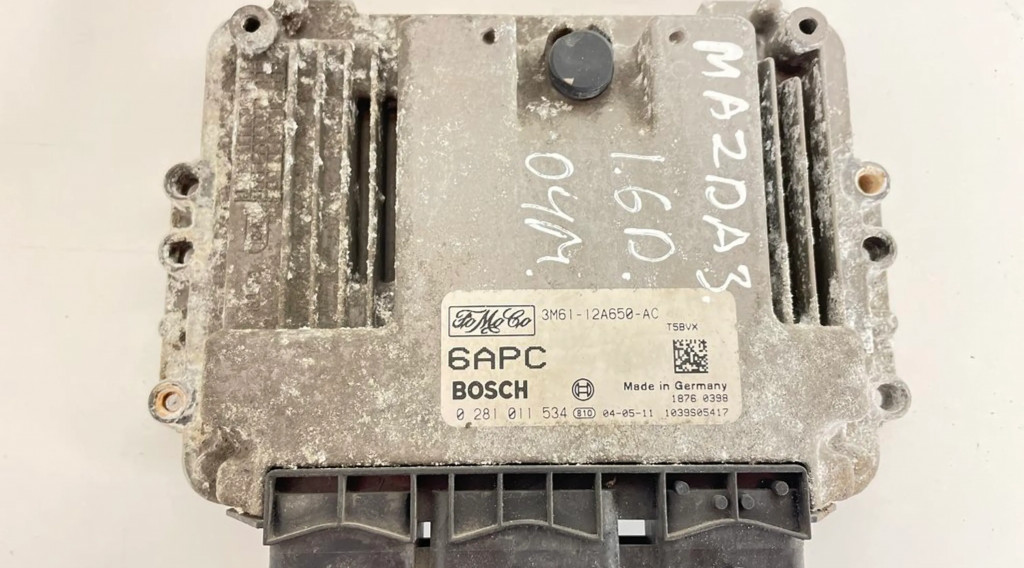 MAZDA3.
1.6D.
04M.
FoMoCo
3M61-12A650-AC
T5BVX
6APC
BOSCH
Made in Germany
1876 0398
0 281 011 534 810 04-05-11 1039S05417